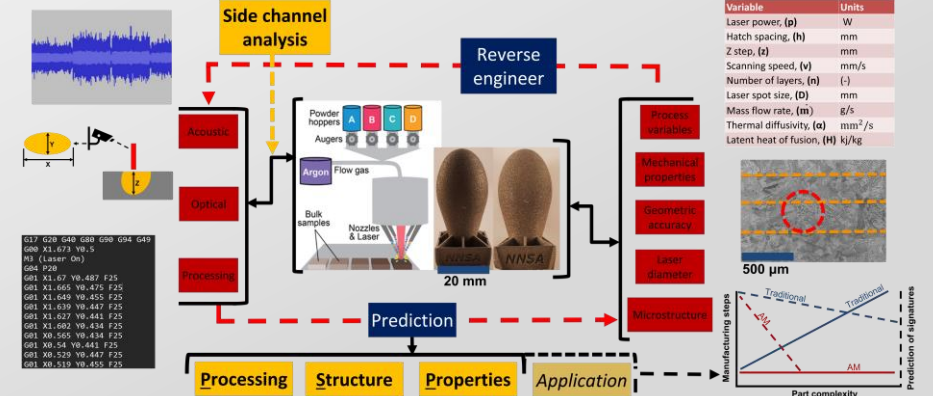 Side channel
analysis
Reverse
engineer
Acoustic
Optical
Processing
Y
X
Z
G17 G20 G40 G80 G90 G94 G49
G00 X1.673 Y0.5
M3 (Laser On)
G04 P20
G01 X1.67 Y0.487 F25
G01 X1.665 Y0.475 F25
G01 X1.649 Y0.455 F25
G01 X1.639 Y0.447 F25
G01 X1.627 Y0.441 F25
G01 X1.602 Y0.434 F25
G01 X0.565 Y0.434 F25
G01 X0.54 Y0.441 F25
G01 X0.529 Y0.447 F25
G01 X0.519 Y0.455 F25
Powder
hoppers
A B C D
Augers
Argon
Flow gas
Bulk
samples
Nozzles
& Laser
NNSA
NNSA
20 mm
Process
variables
Mechanical
properties
Geometric
accuracy
Laser
diameter
Microstructure
Prediction
Processing
Structure
Properties
Application
Variable Units
Laser power, (p) W
Hatch spacing, (h) mm
Z step, (z) mm
Scanning speed, (v) mm/s
Number of layers, (n) (-)
Laser spot size, (D) mm
Mass flow rate, (ṁ) g/s
Thermal diffusivity, (α) mm²/s
Latent heat of fusion, (H) kj/kg
500 µm
Manufacturing steps
Traditional
Traditional
AM
AM
Prediction of signatures
Part complexity